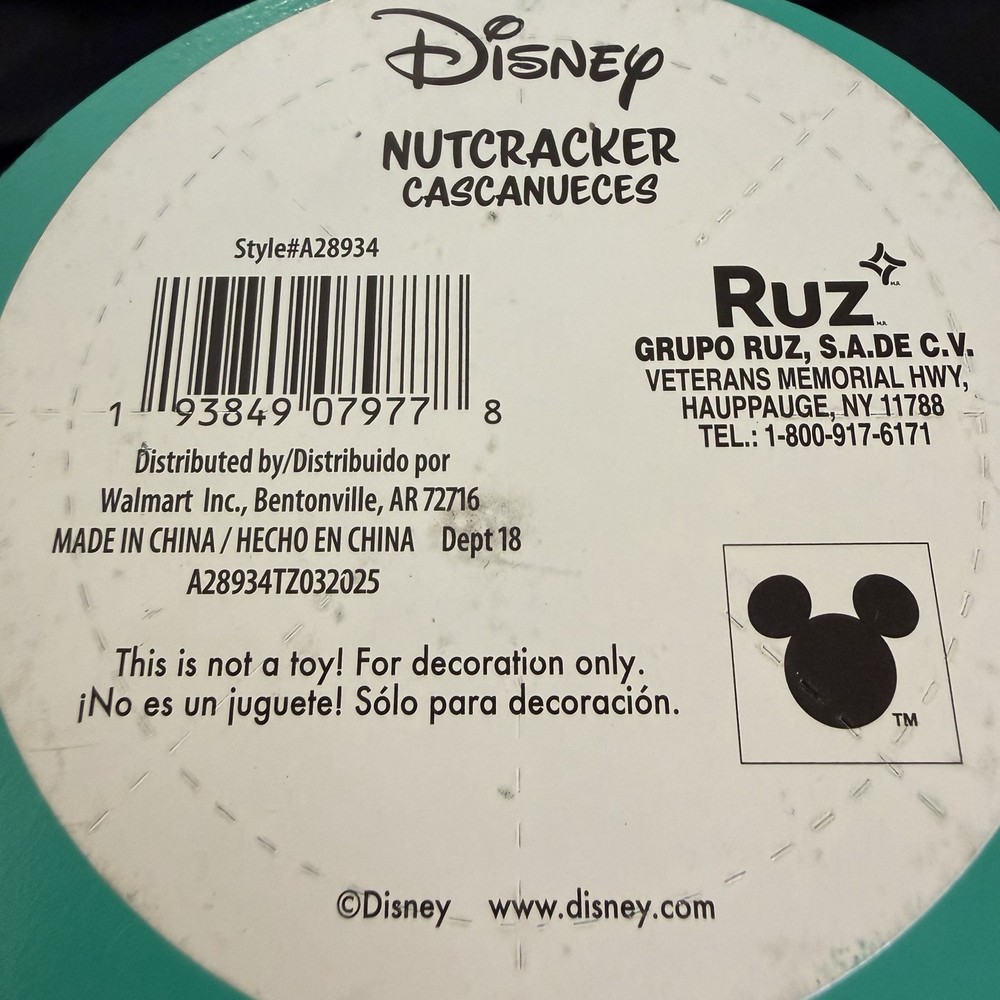 Disney
NUTCRACKER
CASCANUECES
Style#A28934
1 93849 07977 8
Distributed by/Distribuido por
Walmart Inc., Bentonville, AR 72716
MADE IN CHINA / HECHO EN CHINA Dept 18
A28934TZ032025
RUZ M.R.
M.R.
GRUPO RUZ, S.A.DE C.V.
VETERANS MEMORIAL HWY,
HAUPPAUGE, NY 11788
TEL.: 1-800-917-6171
This is not a toy! For decoration only.
¡No es un juguete! Sólo para decoración.
TM
©Disney www.disney.com